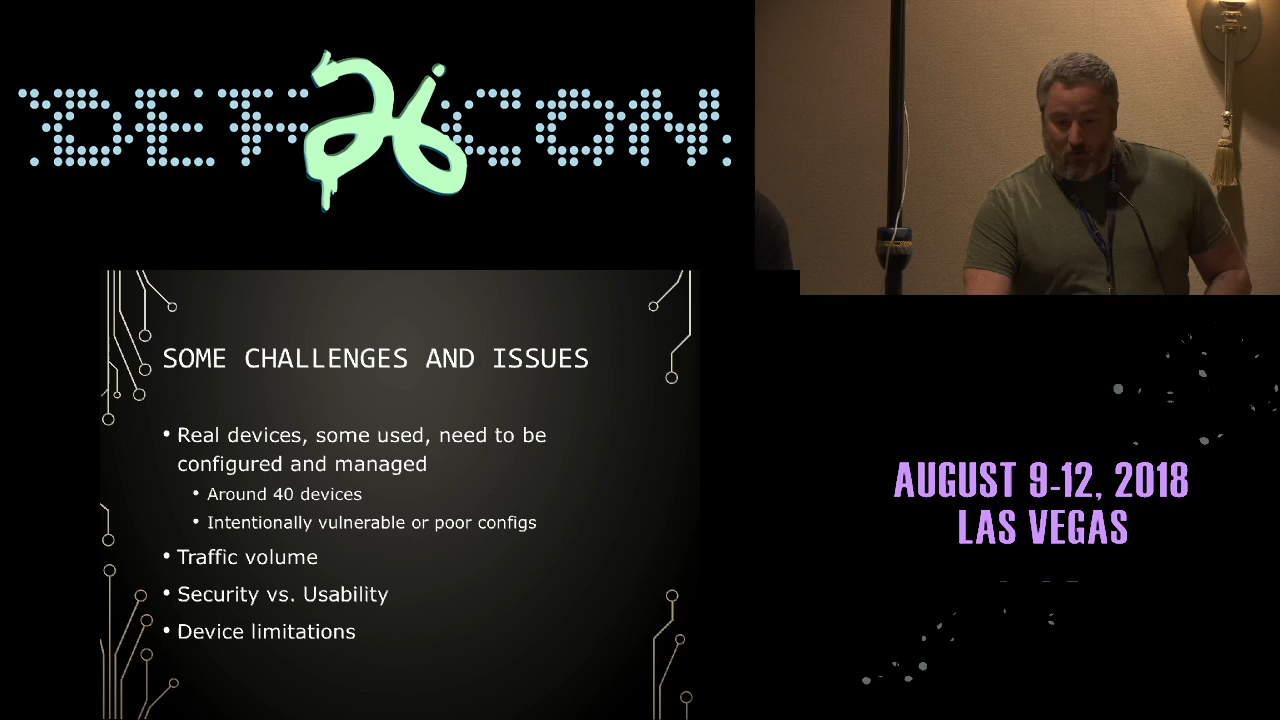 DEF 26 CON
SOME CHALLENGES AND ISSUES
• Real devices, some used, need to be
configured and managed
• Around 40 devices
• Intentionally vulnerable or poor configs
• Traffic volume
• Security vs. Usability
• Device limitations
AUGUST 9-12, 2018
LAS VEGAS